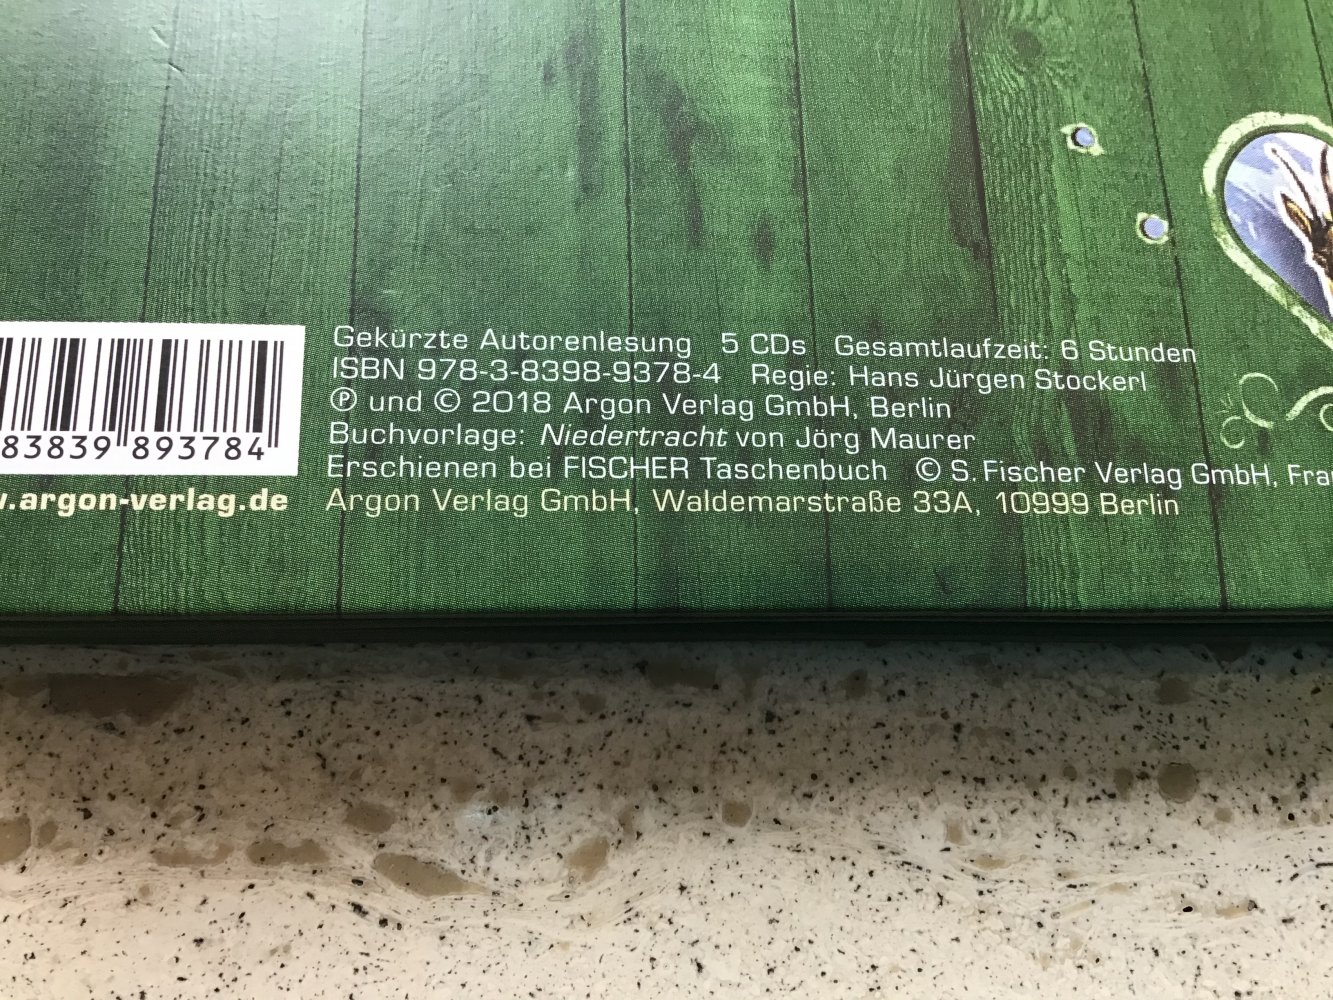 Gekürzte Autorenlesung 5 CDs Gesamtlaufzeit: 6 Stunden
ISBN 978-3-8398-9378-4 Regie: Hans Jürgen Stockerl
℗ und © 2018 Argon Verlag GmbH, Berlin
Buchvorlage: Niedertracht von Jörg Maurer
Erschienen bei FISCHER Taschenbuch © S. Fischer Verlag GmbH, Fra
Argon Verlag GmbH, Waldemarstraße 33A, 10999 Berlin
83839 893784
.argon-verlag.de